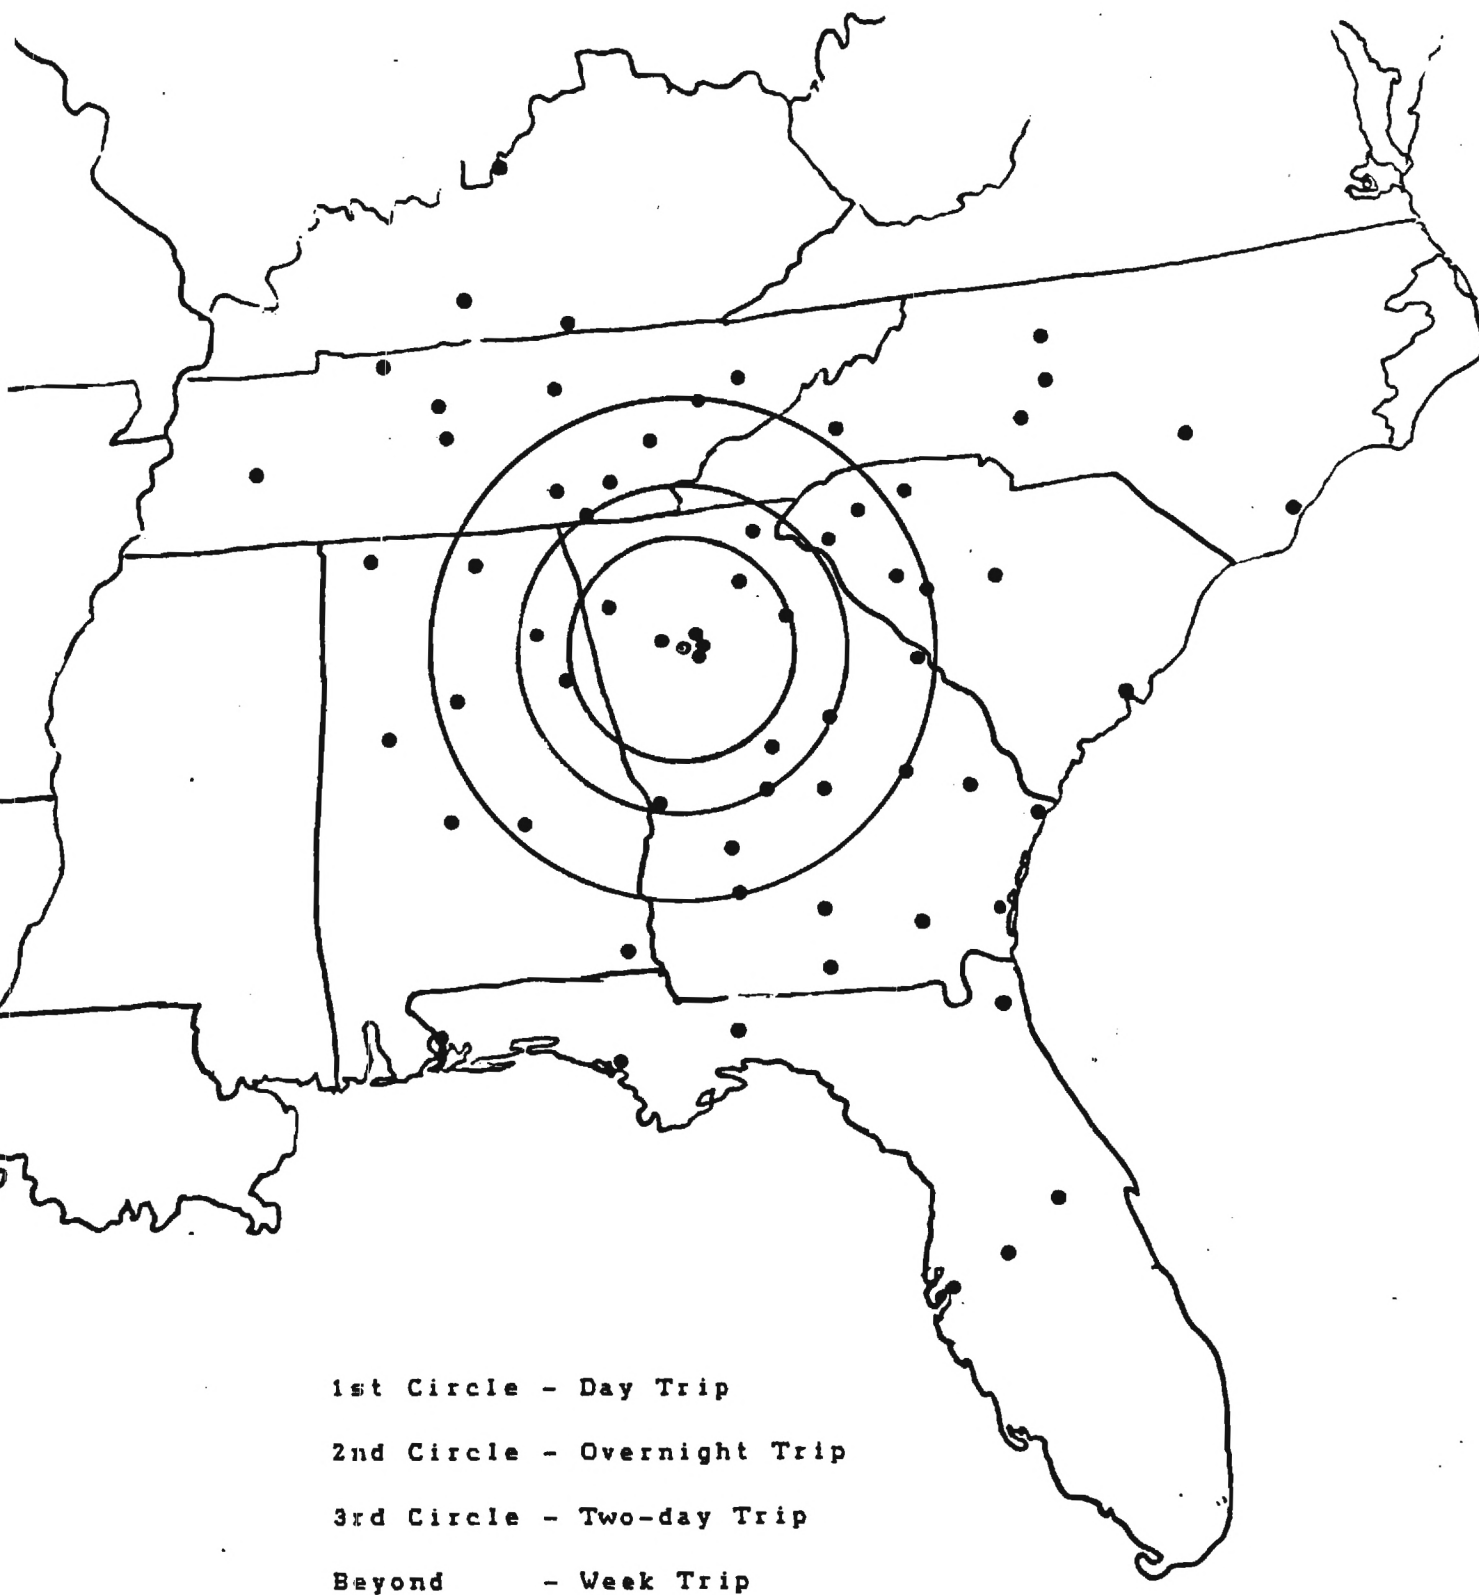 1st Circle - Day Trip
2nd Circle - Overnight Trip
3rd Circle - Two-day Trip
Beyond - Week Trip